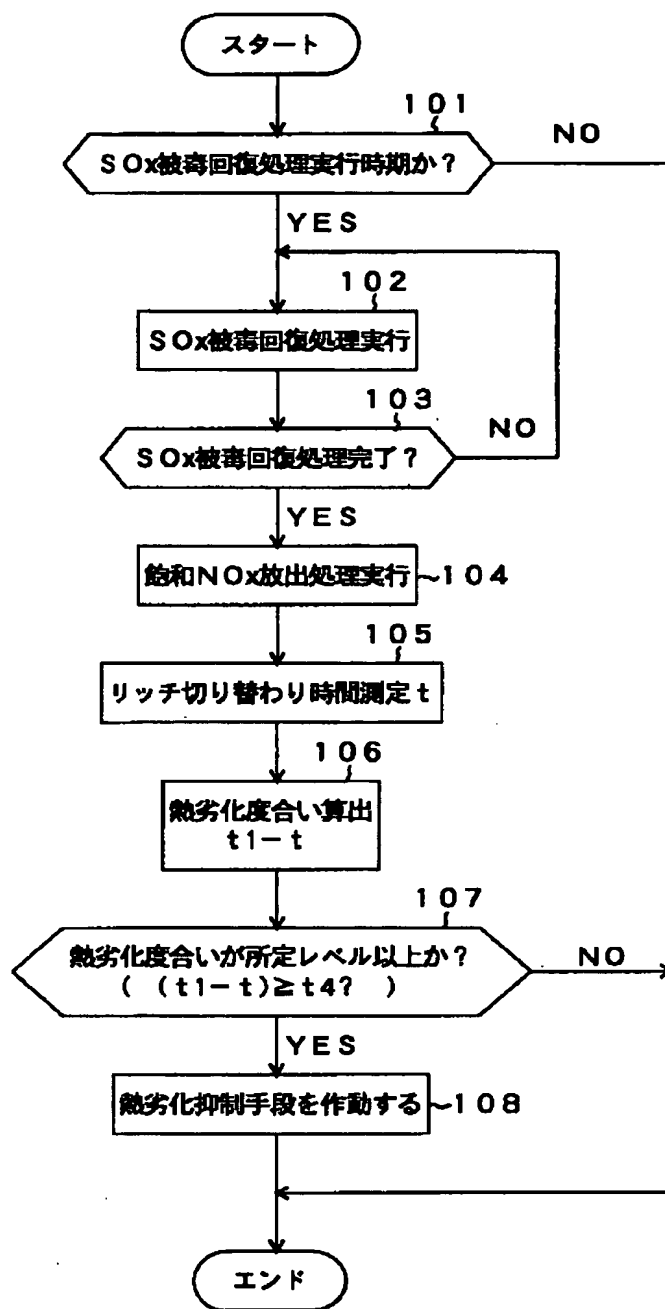 スタート
101
SOx被毒回復処理実行時期か？
NO
YES
102
SOx被毒回復処理実行
103
SOx被毒回復処理完了？
NO
YES
飽和NOx放出処理実行
104
105
リッチ切り替わり時間測定t
106
熱劣化度合い算出
t1−t
107
熱劣化度合いが所定レベル以上か？
（ （t1−t）≧t4？ ）
NO
YES
熱劣化抑制手段を作動する
108
エンド